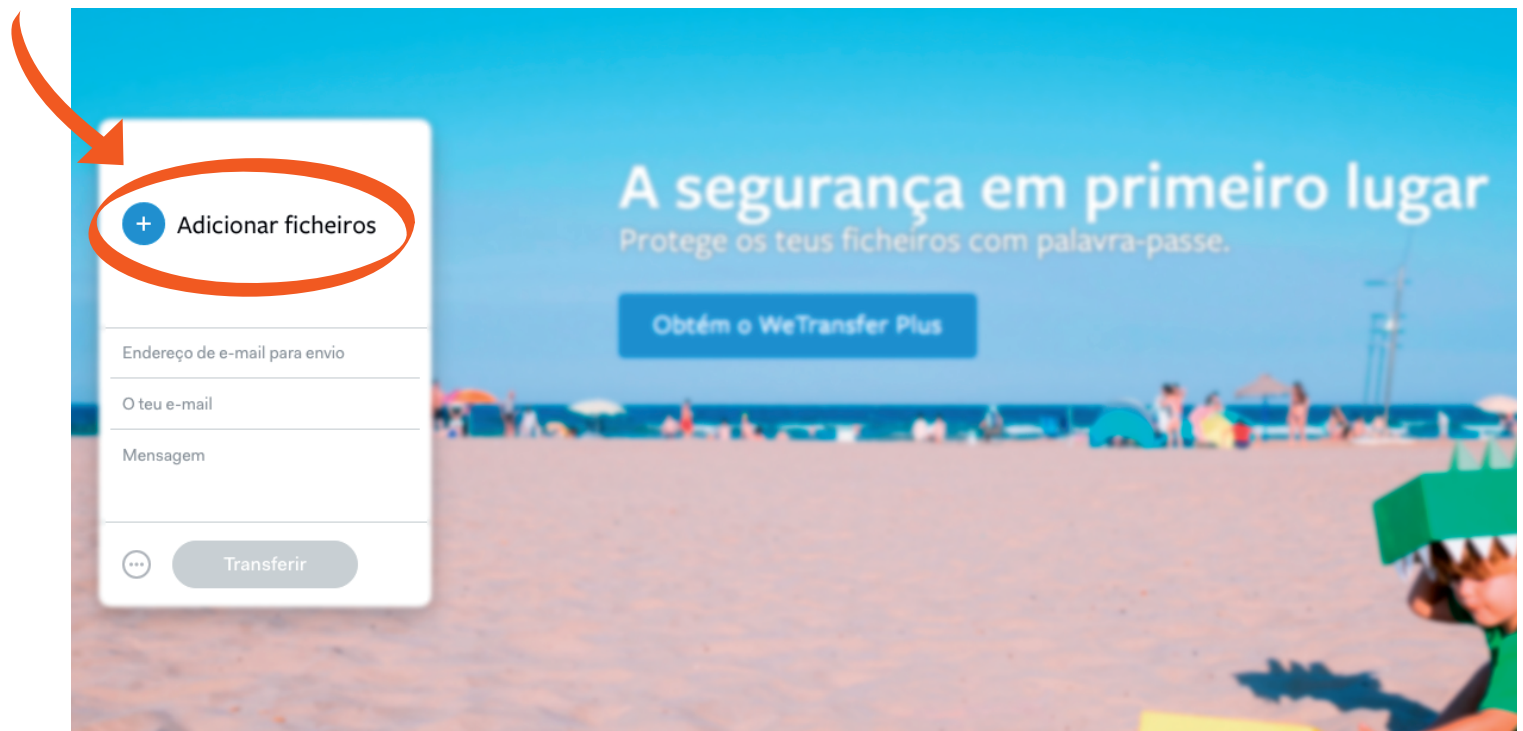 Adicionar ficheiros
Endereço de e-mail para envio
O teu e-mail
Mensagem
Transferir
A segurança em primeiro lugar
Protege os teus ficheiros com palavra-passe.
Obtém o WeTransfer Plus